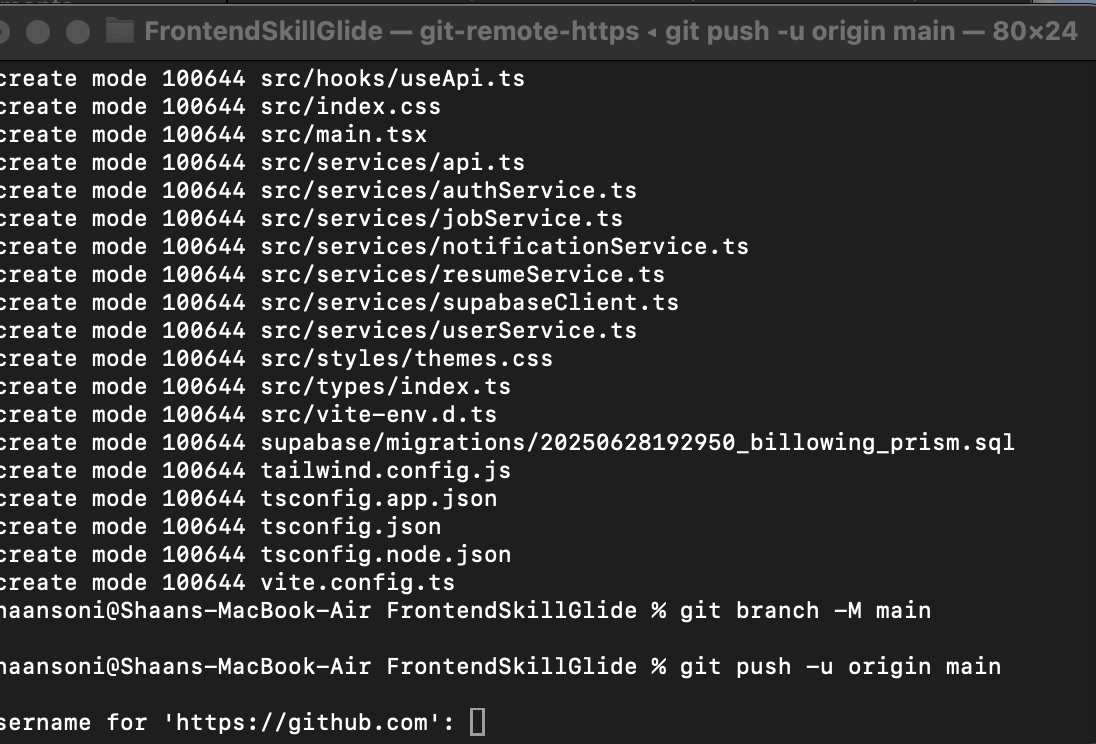 FrontendSkillGlide — git-remote-https ◂ git push -u origin main — 80×24
create mode 100644 src/hooks/useApi.ts
create mode 100644 src/index.css
create mode 100644 src/main.tsx
create mode 100644 src/services/api.ts
create mode 100644 src/services/authService.ts
create mode 100644 src/services/jobService.ts
create mode 100644 src/services/notificationService.ts
create mode 100644 src/services/resumeService.ts
create mode 100644 src/services/supabaseClient.ts
create mode 100644 src/services/userService.ts
create mode 100644 src/styles/themes.css
create mode 100644 src/types/index.ts
create mode 100644 src/vite-env.d.ts
create mode 100644 supabase/migrations/20250628192950_billowing_prism.sql
create mode 100644 tailwind.config.js
create mode 100644 tsconfig.app.json
create mode 100644 tsconfig.json
create mode 100644 tsconfig.node.json
create mode 100644 vite.config.ts
haansoni@Shaans-MacBook-Air FrontendSkillGlide % git branch -M main
haansoni@Shaans-MacBook-Air FrontendSkillGlide % git push -u origin main
sername for 'https://github.com':